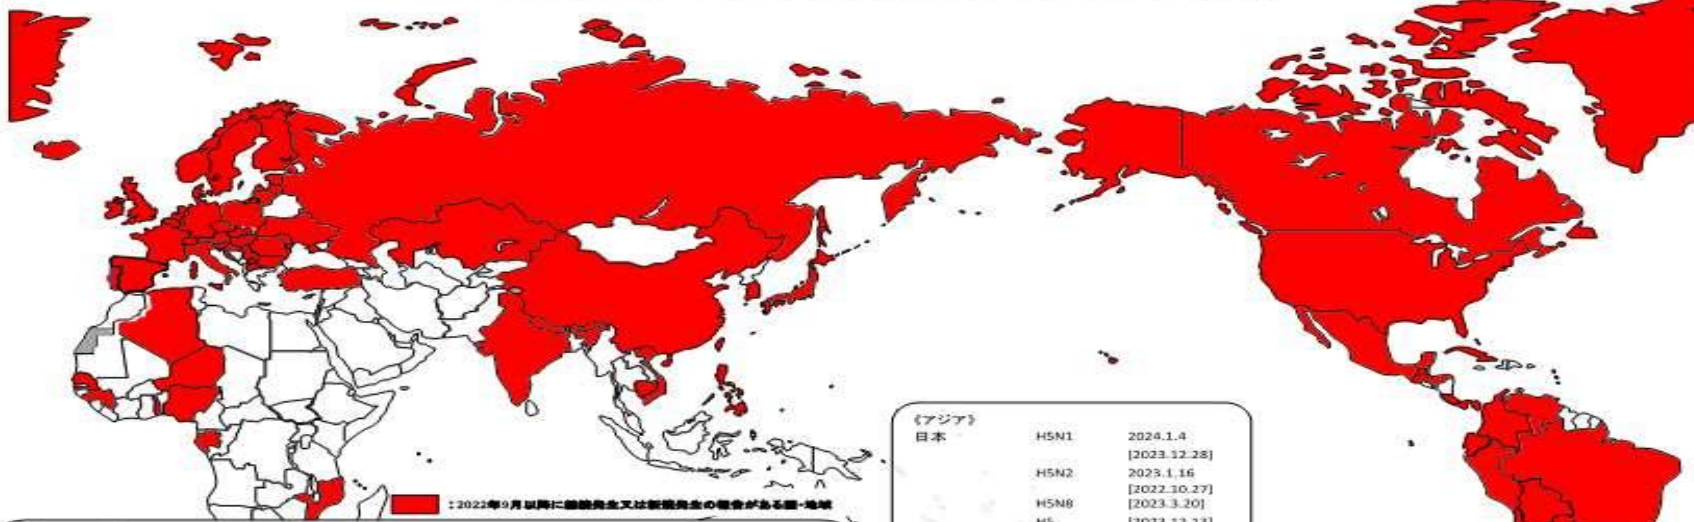 :2022年9月以降に継続発生又は新規発生の報告がある国・地域
《アジア》
日本 H5N1 2024.1.4
[2023.12.28]
H5N2 2023.1.16
[2022.10.27]
H5N8 [2023.3.20]